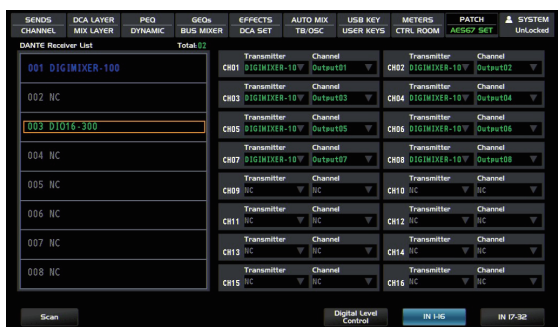 SENDS DCA LAYER PEQ GEQs EFFECTS AUTO MIX USB KEY METERS PATCH SYSTEM
CHANNEL MIX LAYER DYNAMIC BUS MIXER DCA SET TB/OSC USER KEYS CTRL ROOM AES67 SET UnLocked
DANTE Receiver List Total:02
001 DIGIMIXER-100
002 NC
003 DIO16-300
004 NC
005 NC
006 NC
007 NC
008 NC
Transmitter Channel Transmitter Channel
CH01 DIGIMIXER-10 Output01 CH02 DIGIMIXER-10 Output02
Transmitter Channel Transmitter Channel
CH03 DIGIMIXER-10 Output03 CH04 DIGIMIXER-10 Output04
Transmitter Channel Transmitter Channel
CH05 DIGIMIXER-10 Output05 CH06 DIGIMIXER-10 Output06
Transmitter Channel Transmitter Channel
CH07 DIGIMIXER-10 Output07 CH08 DIGIMIXER-10 Output08
Transmitter Channel Transmitter Channel
CH09 NC NC CH10 NC NC
Transmitter Channel Transmitter Channel
CH11 NC NC CH12 NC NC
Transmitter Channel Transmitter Channel
CH13 NC NC CH14 NC NC
Transmitter Channel Transmitter Channel
CH15 NC NC CH16 NC NC
Scan Digital Level Control IN 1-16 IN 17-32